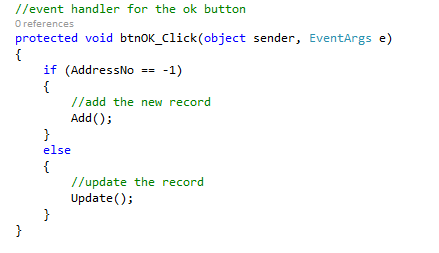 //event handler for the ok button
0 references
protected void btnOK_Click(object sender, EventArgs e)
{
    if (AddressNo == -1)
    {
        //add the new record
        Add();
    }
    else
    {
        //update the record
        Update();
    }
}